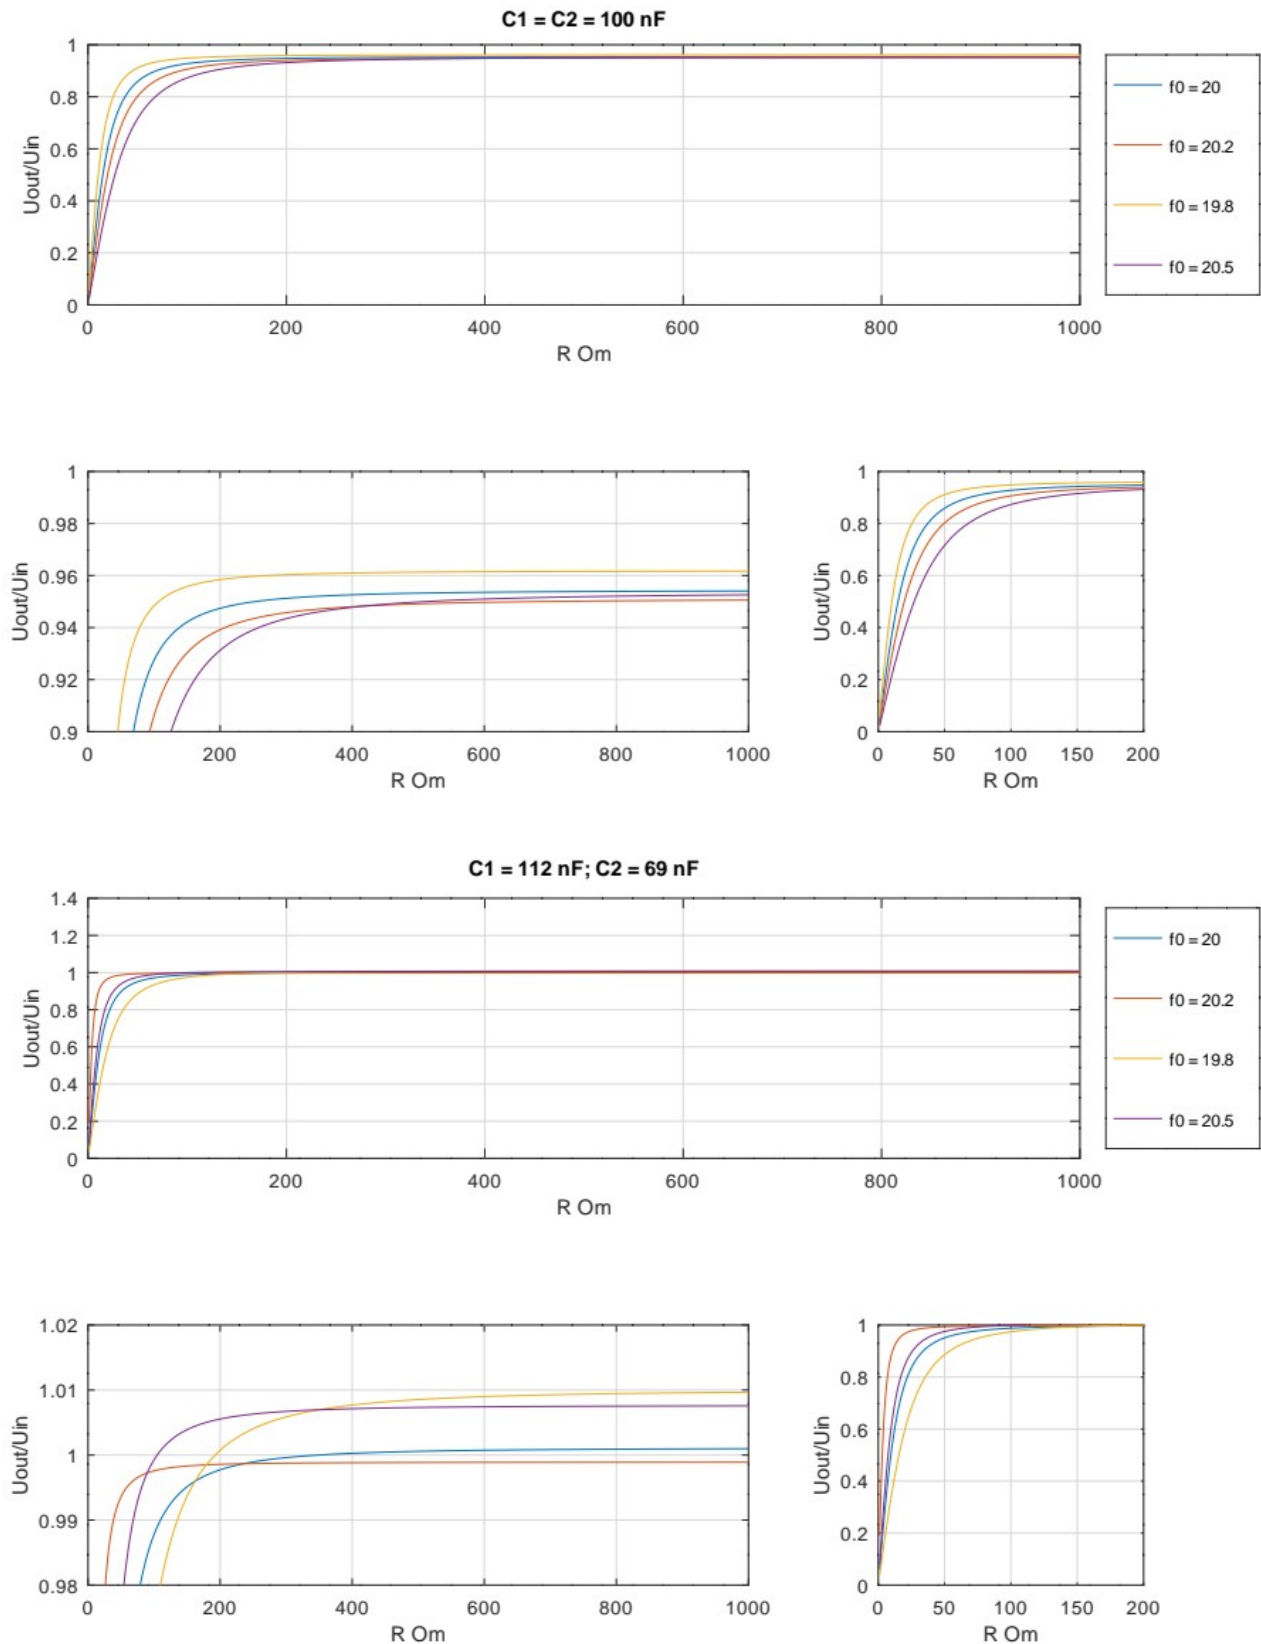 C1 = C2 = 100 nF
1
0.8
0.6
0.4
0.2
0
Uout/Uin
0 200 400 600 800 1000
R Om
f0 = 20
f0 = 20.2
f0 = 19.8
f0 = 20.5
1
0.98
0.96
0.94
0.92
0.9
Uout/Uin
0 200 400 600 800 1000
R Om
1
0.8
0.6
0.4
0.2
0
Uout/Uin
0 50 100 150 200
R Om
C1 = 112 nF; C2 = 69 nF
1.4
1.2
1
0.8
0.6
0.4
0.2
0
Uout/Uin
0 200 400 600 800 1000
R Om
f0 = 20
f0 = 20.2
f0 = 19.8
f0 = 20.5
1.02
1.01
1
0.99
0.98
Uout/Uin
0 200 400 600 800 1000
R Om
1
0.8
0.6
0.4
0.2
0
Uout/Uin
0 50 100 150 200
R Om